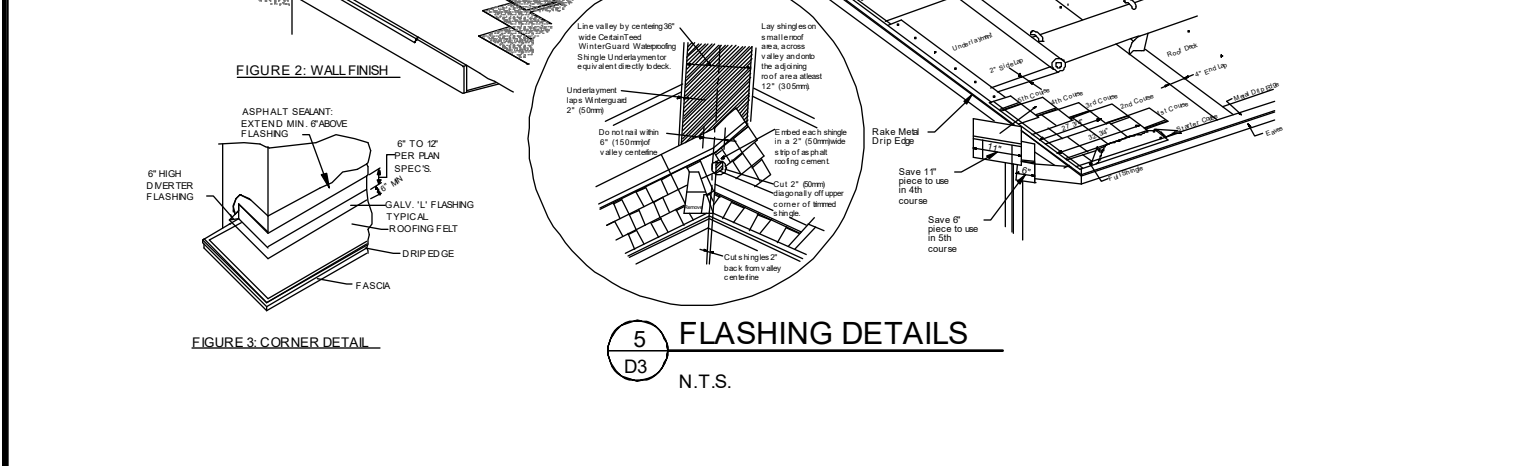 FIGURE 2: WALL FINISH
ASPHALT SEALANT:
EXTEND MIN. 6" ABOVE
FLASHING
6" TO 12"
PER PLAN
SPEC'S.
6" MIN
6" HIGH
DIVERTER
FLASHING
GALV. 'L' FLASHING
TYPICAL
ROOFING FELT
DRIP EDGE
FASCIA
FIGURE 3: CORNER DETAIL
Line valley by centering 36"
wide CertainTeed
WinterGuard Waterproofing
Shingle Underlayment or
equivalent directly to deck.
Underlayment
laps Winterguard
2" (50mm)
Do not nail within
6" (150mm) of
valley centerline
Lay shingles on
small roof
area, across
valley and onto
the adjoining
roof area at least
12" (305mm).
Embed each shingle
in a 2" (50mm) wide
strip of asphalt
roofing cement.
Cut 2" (50mm)
diagonally off upper
corner of trimmed
shingle.
Remove
Cut shingles 2"
back from valley
centerline
Underlayment
2" Side Lap
Roof Deck
4" End Lap
5th Course
4th Course
3rd Course
2nd Course
1st Course
Metal Drip Edge
Starter Course
Eaves
Full Shingle
Rake Metal
Drip Edge
11"
6"
Save 11"
piece to use
in 4th
course
Save 6"
piece to use
in 5th
course
5
D3
FLASHING DETAILS
N.T.S.